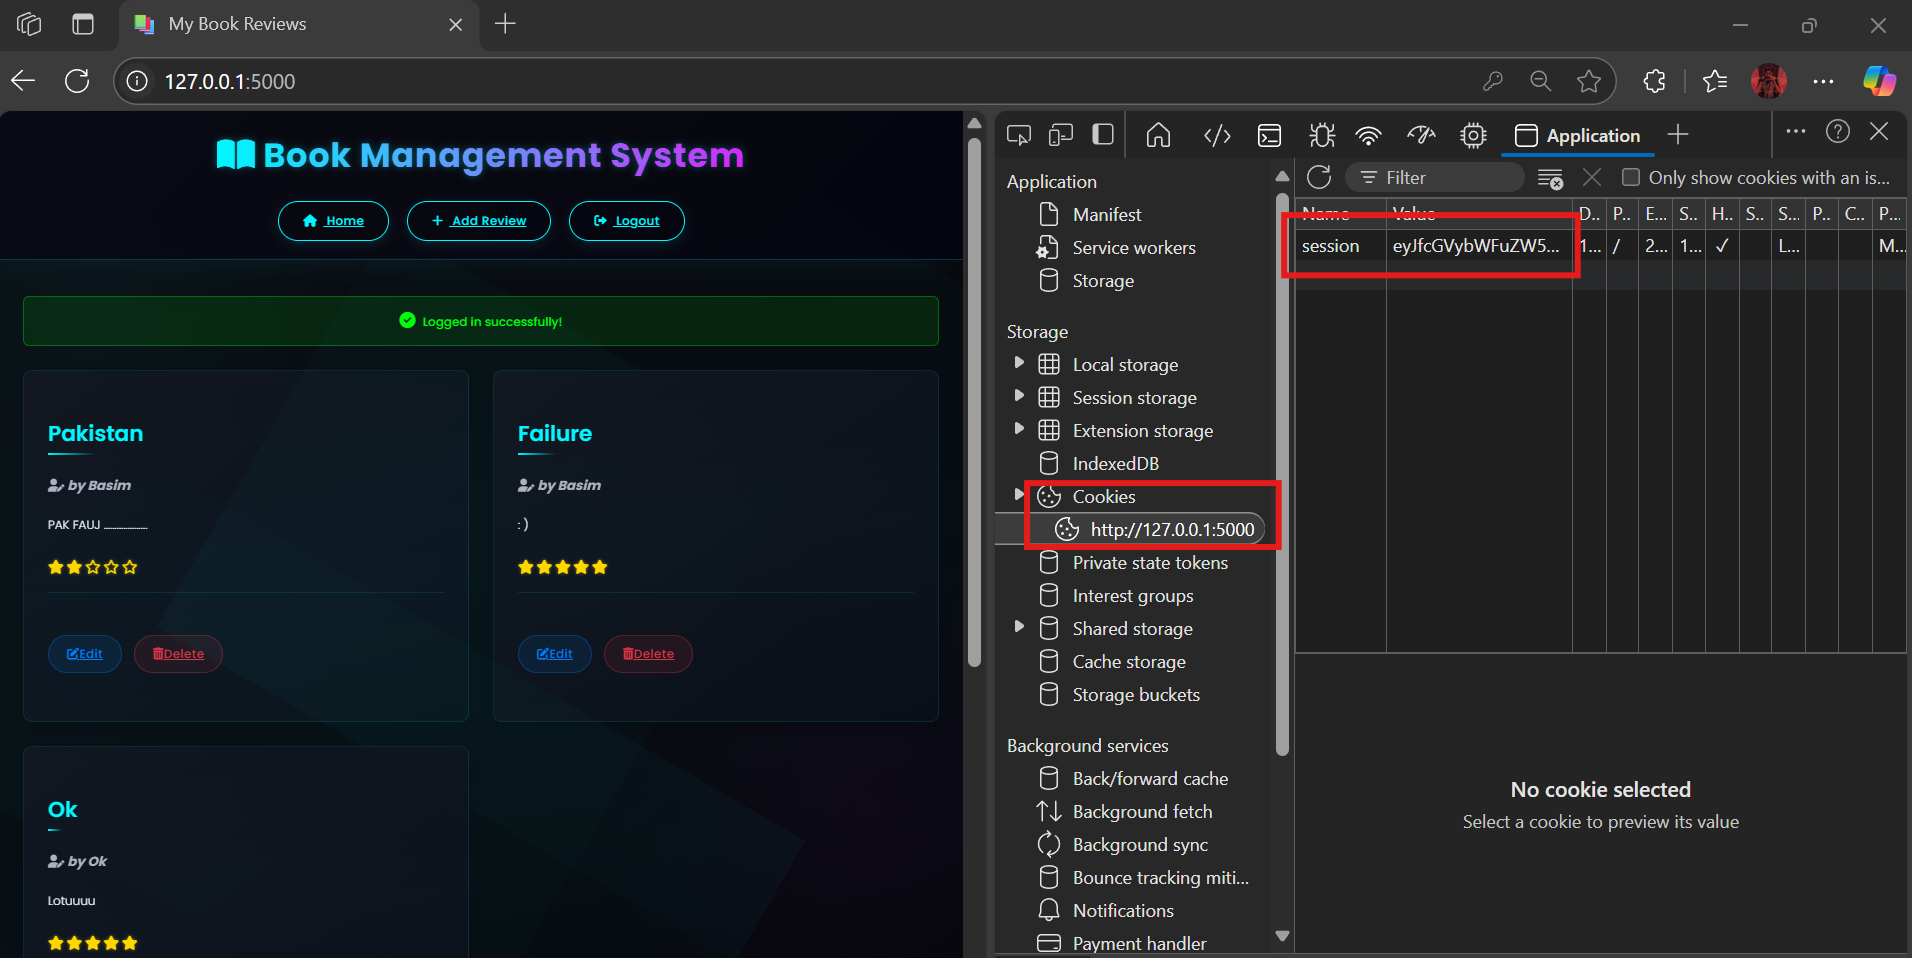 My Book Reviews
127.0.0.1:5000
Book Management System
Home
Add Review
Logout
Logged in successfully!
Pakistan
by Basim
PAK FAUJ ......................
Edit
Delete
Failure
by Basim
: )
Edit
Delete
Ok
by Ok
Lotuuuu
Application
Application
Manifest
Service workers
Storage
Storage
Local storage
Session storage
Extension storage
IndexedDB
Cookies
http://127.0.0.1:5000
Private state tokens
Interest groups
Shared storage
Cache storage
Storage buckets
Background services
Back/forward cache
Background fetch
Background sync
Bounce tracking miti...
Notifications
Payment handler
Filter
Only show cookies with an is...
Name Value D.. P.. E... S.. H.. S.. S... P.. C.. P...
session eyJfcGVybWFuZW5... 1... / 2... 1... ✓ L... M...
No cookie selected
Select a cookie to preview its value